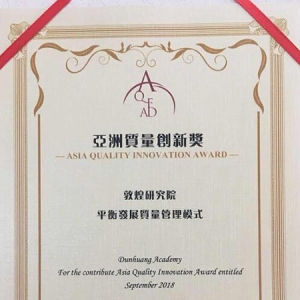 AQFAD
亞洲質量創新獎
— ASIA QUALITY INNOVATION AWARD —
敦煌研究院
平衡發展質量管理模式
Dunhuang Academy
For the contribute Asia Quality Innovation Award entitled
September 2018